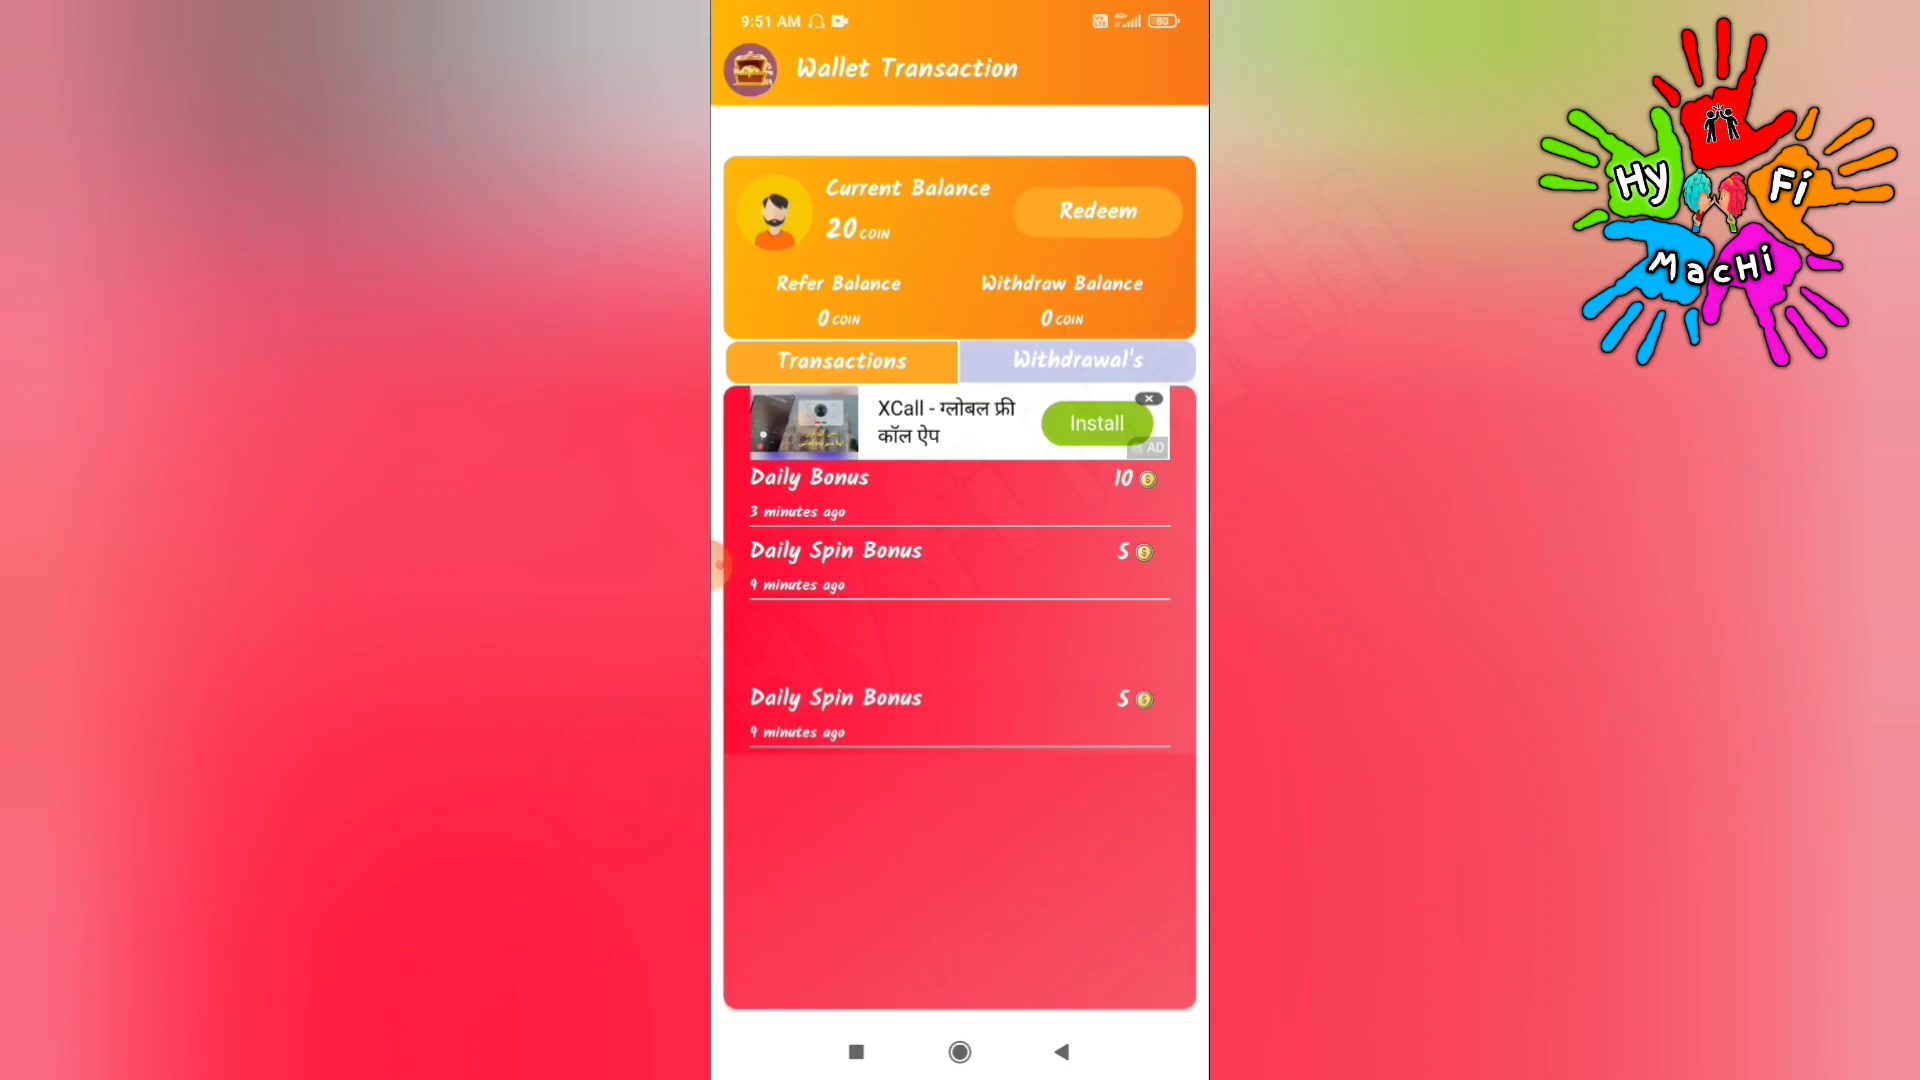 9:51 AM
80
Wallet Transaction
Current Balance
20 COIN
Redeem
Refer Balance
Withdraw Balance
0 COIN
0 COIN
Transactions
Withdrawal's
XCall - ग्लोबल फ्री
कॉल ऐप
Install
AD
Daily Bonus
10
3 minutes ago
Daily Spin Bonus
5
9 minutes ago
Daily Spin Bonus
5
9 minutes ago
Hy
Fi
MacHi